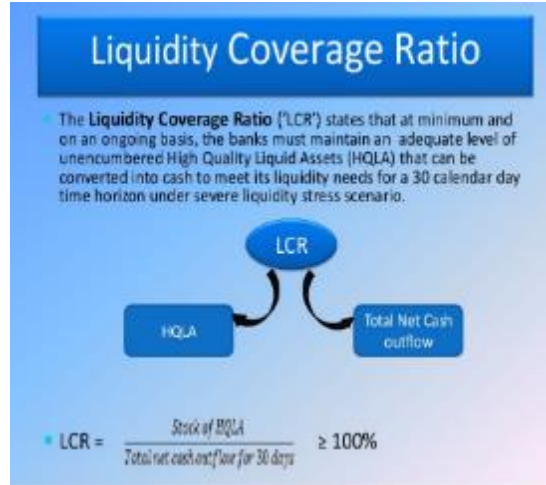 Liquidity Coverage Ratio
The Liquidity Coverage Ratio ('LCR') states that at minimum and
on an ongoing basis, the banks must maintain an adequate level of
unencumbered High Quality Liquid Assets (HQLA) that can be
converted into cash to meet its liquidity needs for a 30 calendar day
time horizon under severe liquidity stress scenario.
LCR
HQLA
Total Net Cash
outflow
Stock of HQLA
LCR = ≥ 100%
Total net cash outflow for 30 days